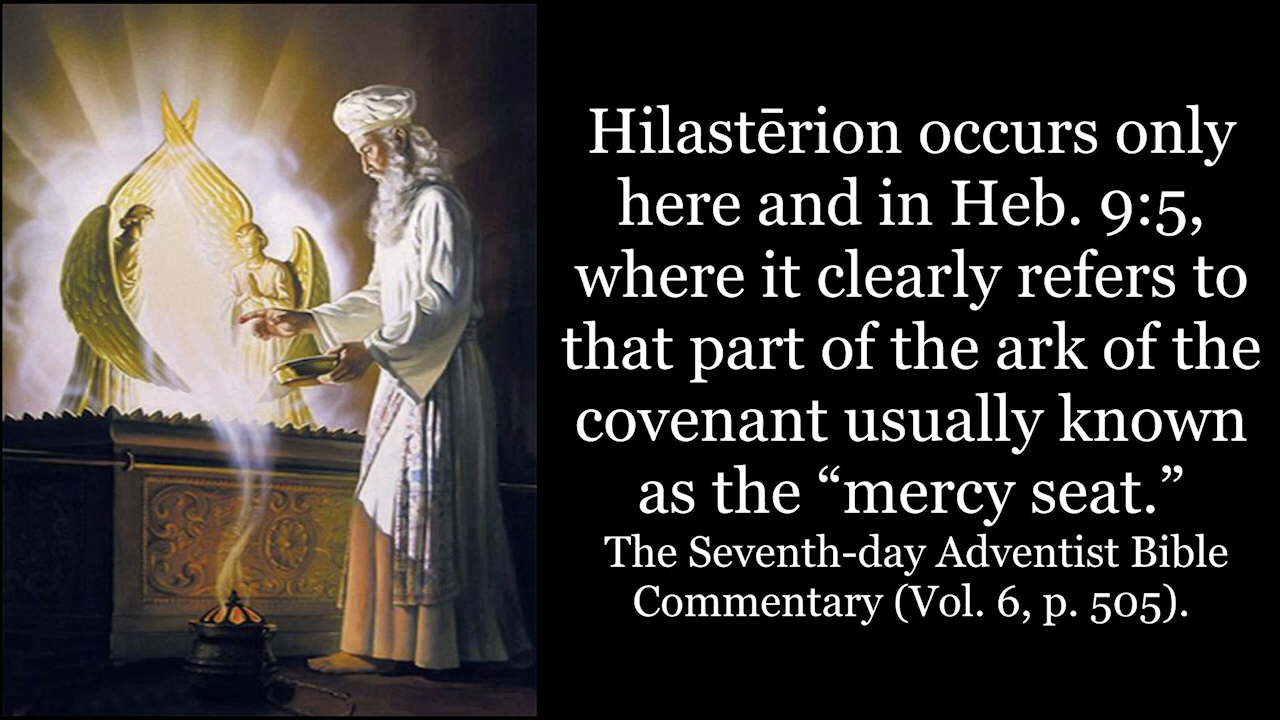 Hilastērion occurs only
here and in Heb. 9:5,
where it clearly refers to
that part of the ark of the
covenant usually known
as the “mercy seat.”
The Seventh-day Adventist Bible
Commentary (Vol. 6, p. 505).